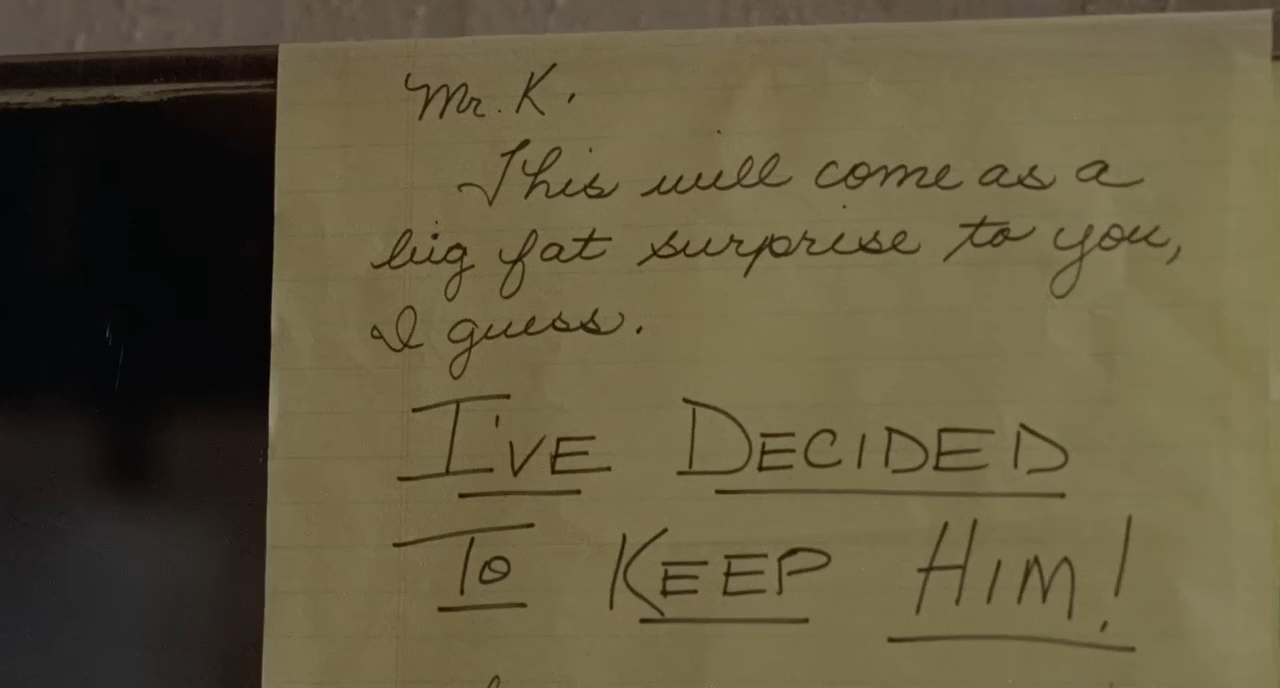 Mr. K.
This will come as a
big fat surprise to you,
I guess.
I'VE DECIDED
TO KEEP HIM!